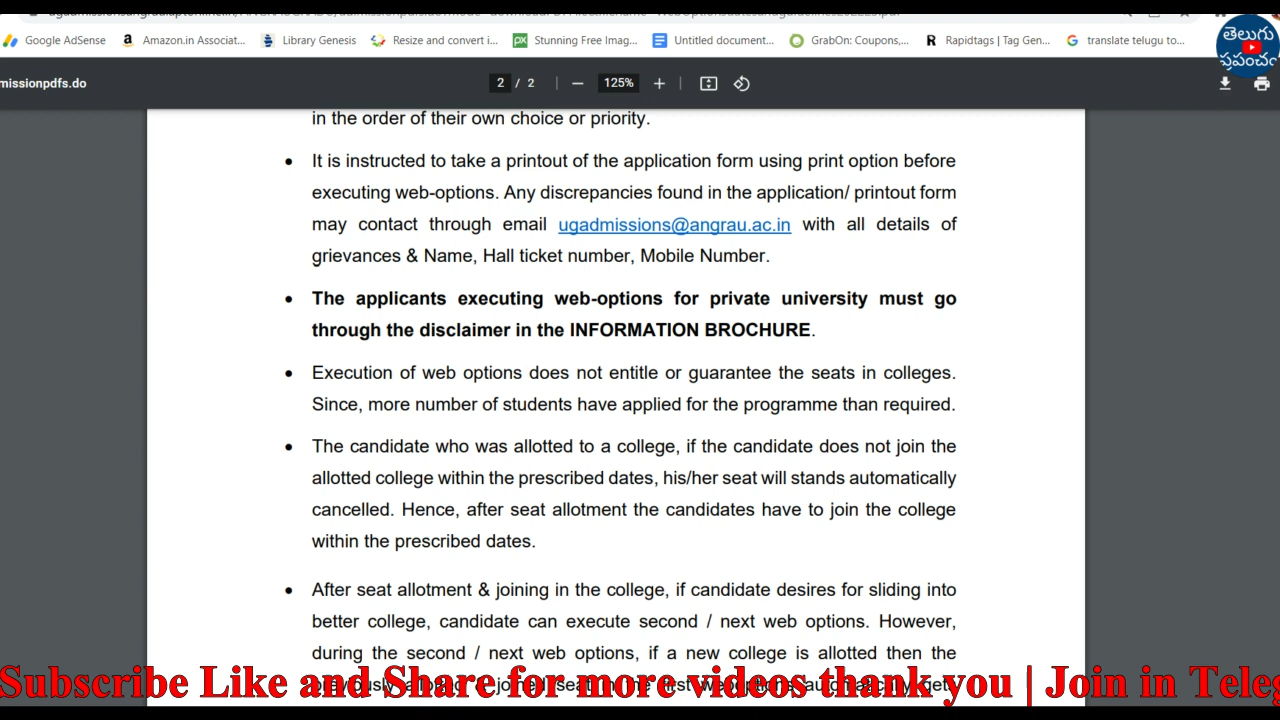 Google AdSense
Amazon.in Associat...
Library Genesis
Resize and convert i...
Stunning Free Imag...
Untitled document...
GrabOn: Coupons,...
Rapidtags | Tag Gen...
translate telugu to...
తెలుగు
ప్రపంచం
missionpdfs.do
2 / 2
125%
in the order of their own choice or priority.
• It is instructed to take a printout of the application form using print option before
executing web-options. Any discrepancies found in the application/ printout form
may contact through email ugadmissions@angrau.ac.in with all details of
grievances & Name, Hall ticket number, Mobile Number.
• The applicants executing web-options for private university must go
through the disclaimer in the INFORMATION BROCHURE.
• Execution of web options does not entitle or guarantee the seats in colleges.
Since, more number of students have applied for the programme than required.
• The candidate who was allotted to a college, if the candidate does not join the
allotted college within the prescribed dates, his/her seat will stands automatically
cancelled. Hence, after seat allotment the candidates have to join the college
within the prescribed dates.
• After seat allotment & joining in the college, if candidate desires for sliding into
better college, candidate can execute second / next web options. However,
during the second / next web options, if a new college is allotted then the
Subscribe Like and Share for more videos thank you | Join in Teleg